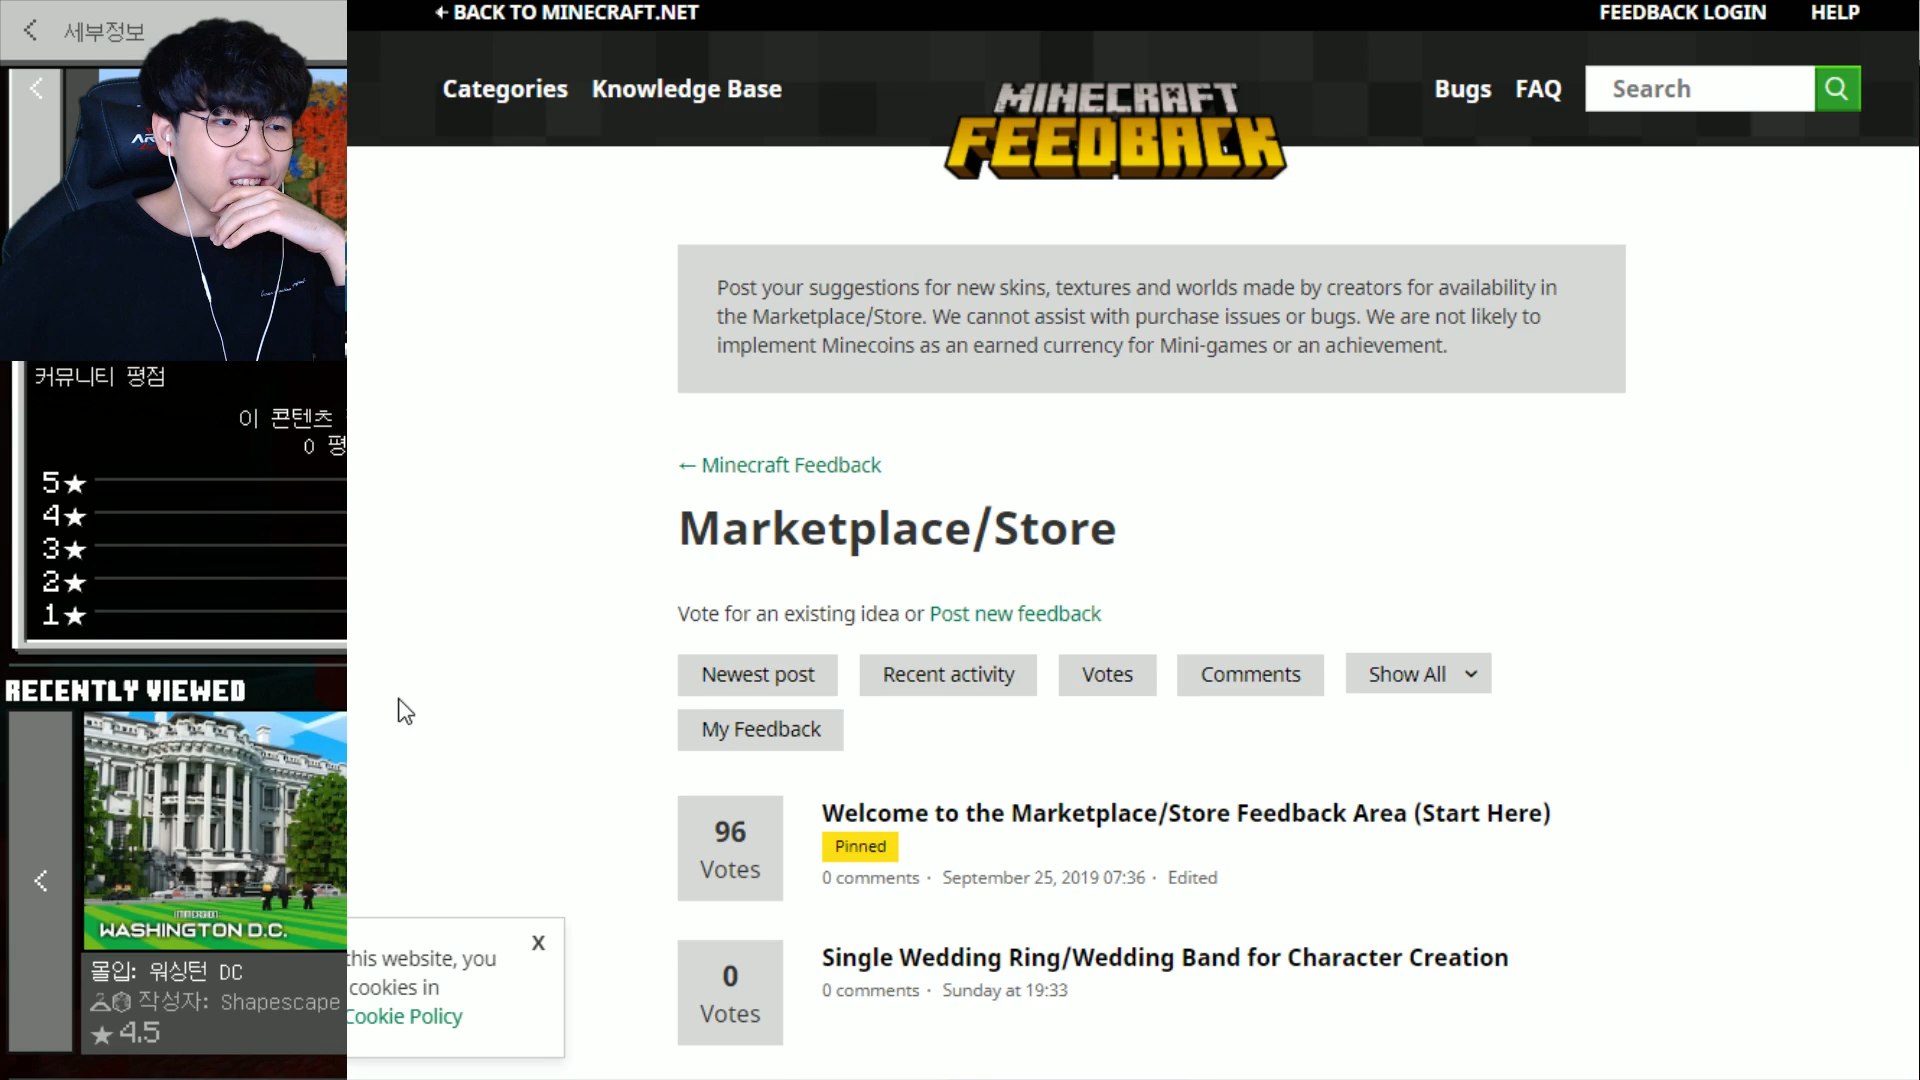 세부정보
커뮤니티 평점
이 콘텐츠
0 평
5★
4★
3★
2★
1★
RECENTLY VIEWED
IMMERSION
WASHINGTON D.C.
몰입: 워싱턴 DC
작성자: Shapescape
★ 4.5
← BACK TO MINECRAFT.NET
FEEDBACK LOGIN
HELP
Categories
Knowledge Base
MINECRAFT
FEEDBACK
Bugs
FAQ
Search
Post your suggestions for new skins, textures and worlds made by creators for availability in
the Marketplace/Store. We cannot assist with purchase issues or bugs. We are not likely to
implement Minecoins as an earned currency for Mini-games or an achievement.
← Minecraft Feedback
Marketplace/Store
Vote for an existing idea or Post new feedback
Newest post
Recent activity
Votes
Comments
Show All
My Feedback
96
Votes
Welcome to the Marketplace/Store Feedback Area (Start Here)
Pinned
0 comments · September 25, 2019 07:36 · Edited
0
Votes
Single Wedding Ring/Wedding Band for Character Creation
0 comments · Sunday at 19:33
X
this website, you
cookies in
Cookie Policy